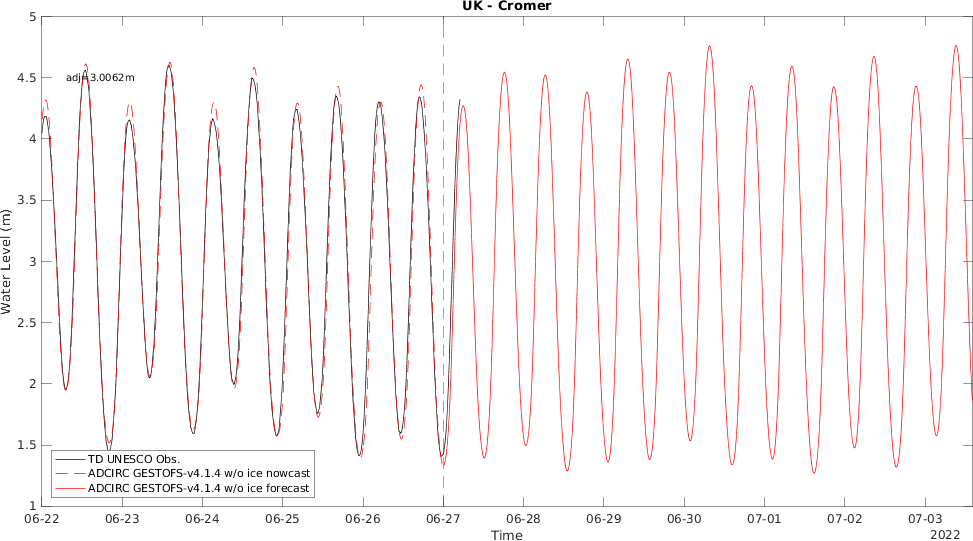 UK - Cromer
5
4.5
4
3.5
3
2.5
2
1.5
1
Water Level (m)
adj=3.0062m
TD UNESCO Obs.
ADCIRC GESTOFS-v4.1.4 w/o ice nowcast
ADCIRC GESTOFS-v4.1.4 w/o ice forecast
06-22 06-23 06-24 06-25 06-26 06-27 06-28 06-29 06-30 07-01 07-02 07-03
Time
2022